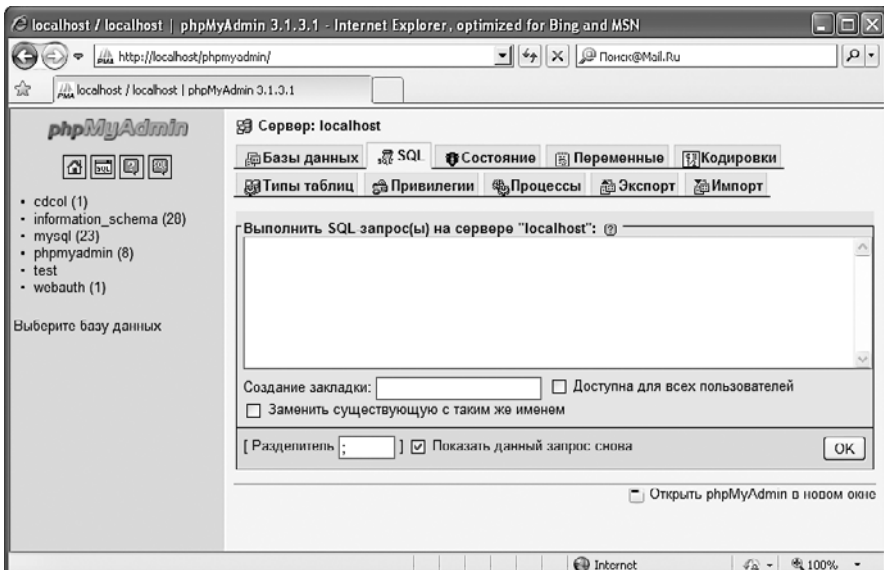 localhost / localhost | phpMyAdmin 3.1.3.1 - Internet Explorer, optimized for Bing and MSN
http://localhost/phpmyadmin/
Поиск@Mail.Ru
localhost / localhost | phpMyAdmin 3.1.3.1
phpMyAdmin
cdcol (1)
information_schema (28)
mysql (23)
phpmyadmin (8)
test
webauth (1)
Выберите базу данных
Сервер: localhost
Базы данных SQL Состояние Переменные Кодировки
Типы таблиц Привилегии Процессы Экспорт Импорт
Выполнить SQL запрос(ы) на сервере "localhost":
Создание закладки: Доступна для всех пользователей
Заменить существующую с таким же именем
[ Разделитель ; ] Показать данный запрос снова OK
Открыть phpMyAdmin в новом окне
Internet 100%